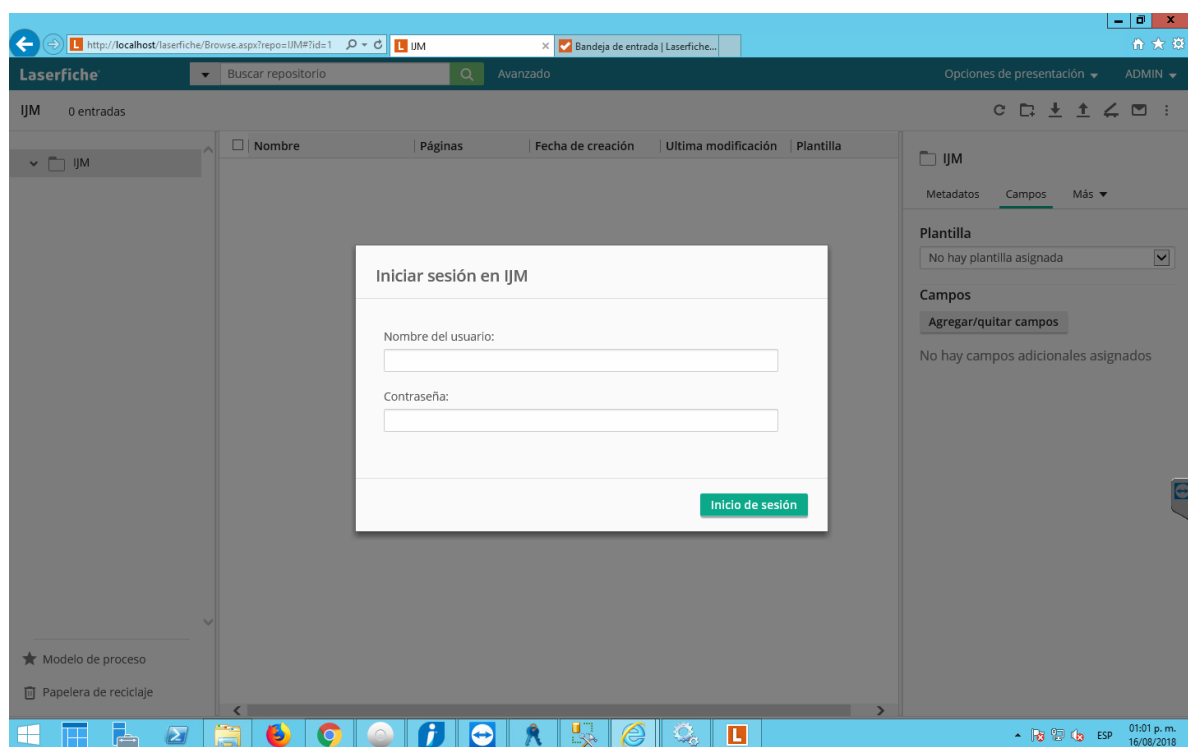 http://localhost/laserfiche/Browse.aspx?repo=IJM#?id=1
IJM
Bandeja de entrada | Laserfiche...
Laserfiche
Buscar repositorio
Avanzado
Opciones de presentación
ADMIN
IJM 0 entradas
IJM
Nombre Páginas Fecha de creación Ultima modificación Plantilla
IJM
Metadatos Campos Más
Plantilla
No hay plantilla asignada
Campos
Agregar/quitar campos
No hay campos adicionales asignados
Iniciar sesión en IJM
Nombre del usuario:
Contraseña:
Inicio de sesión
Modelo de proceso
Papelera de reciclaje
ESP
01:01 p. m.
16/08/2018